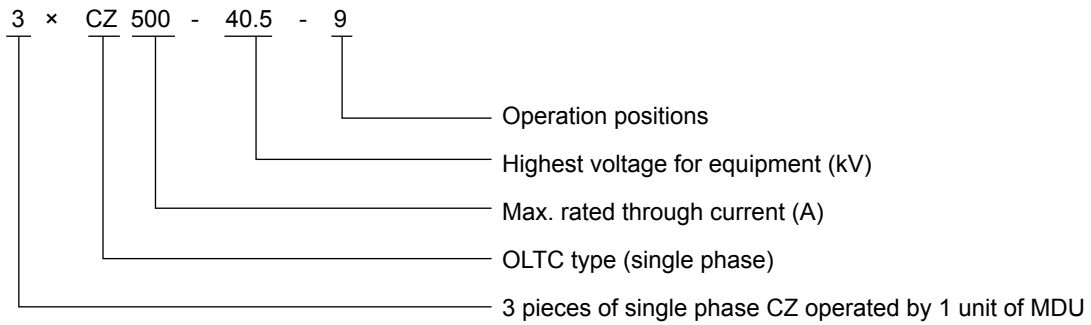 3 × CZ 500 - 40.5 - 9
Operation positions
Highest voltage for equipment (kV)
Max. rated through current (A)
OLTC type (single phase)
3 pieces of single phase CZ operated by 1 unit of MDU